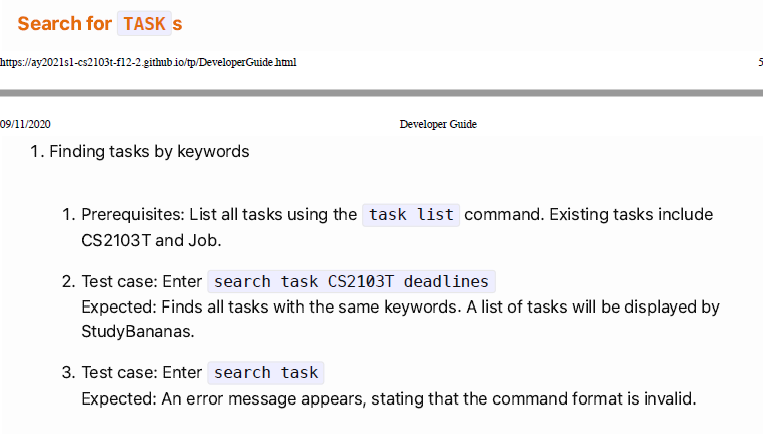 Search for TASK s
https://ay2021s1-cs2103t-f12-2.github.io/tp/DeveloperGuide.html 5
09/11/2020 Developer Guide
1. Finding tasks by keywords
1. Prerequisites: List all tasks using the task list command. Existing tasks include
CS2103T and Job.
2. Test case: Enter search task CS2103T deadlines
Expected: Finds all tasks with the same keywords. A list of tasks will be displayed by
StudyBananas.
3. Test case: Enter search task
Expected: An error message appears, stating that the command format is invalid.